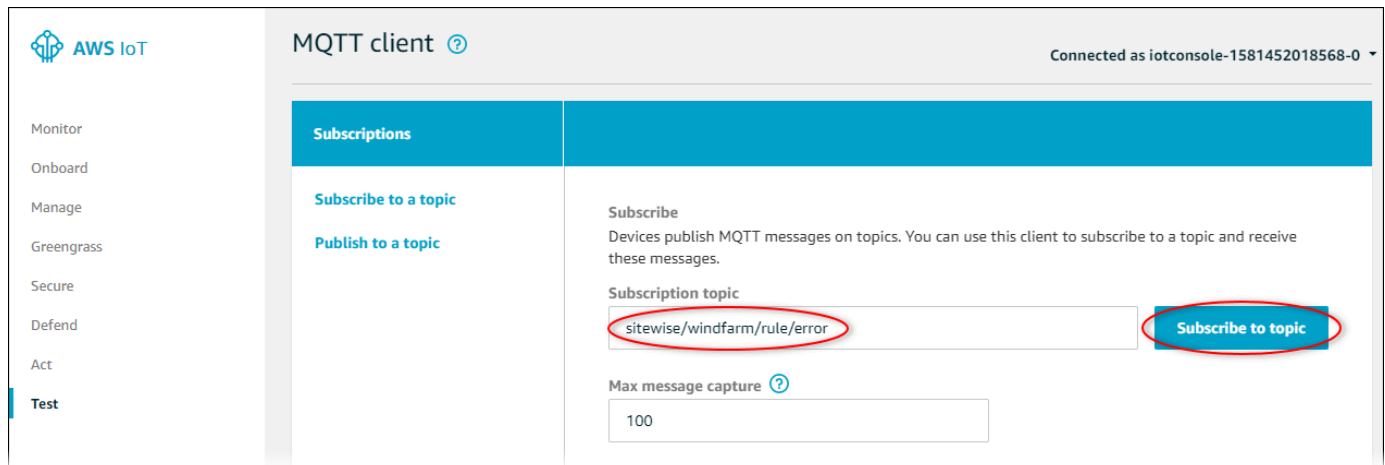 AWS IoT
MQTT client ?
Connected as iotconsole-1581452018568-0
Monitor
Onboard
Manage
Greengrass
Secure
Defend
Act
Test
Subscriptions
Subscribe to a topic
Publish to a topic
Subscribe
Devices publish MQTT messages on topics. You can use this client to subscribe to a topic and receive
these messages.
Subscription topic
sitewise/windfarm/rule/error
Subscribe to topic
Max message capture ?
100